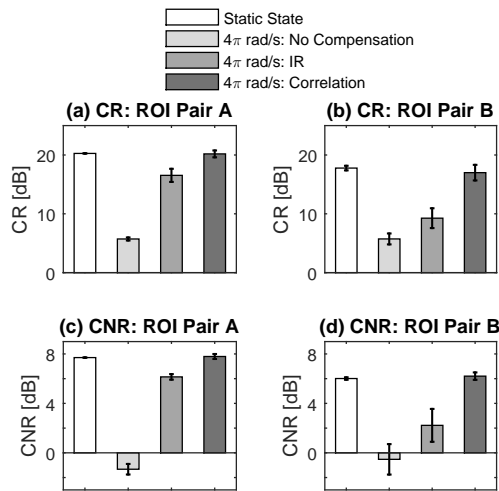 Static State
4π rad/s: No Compensation
4π rad/s: IR
4π rad/s: Correlation
(a) CR: ROI Pair A
(b) CR: ROI Pair B
CR [dB]
20
10
0
CR [dB]
20
10
0
(c) CNR: ROI Pair A
(d) CNR: ROI Pair B
CNR [dB]
8
4
0
CNR [dB]
8
4
0